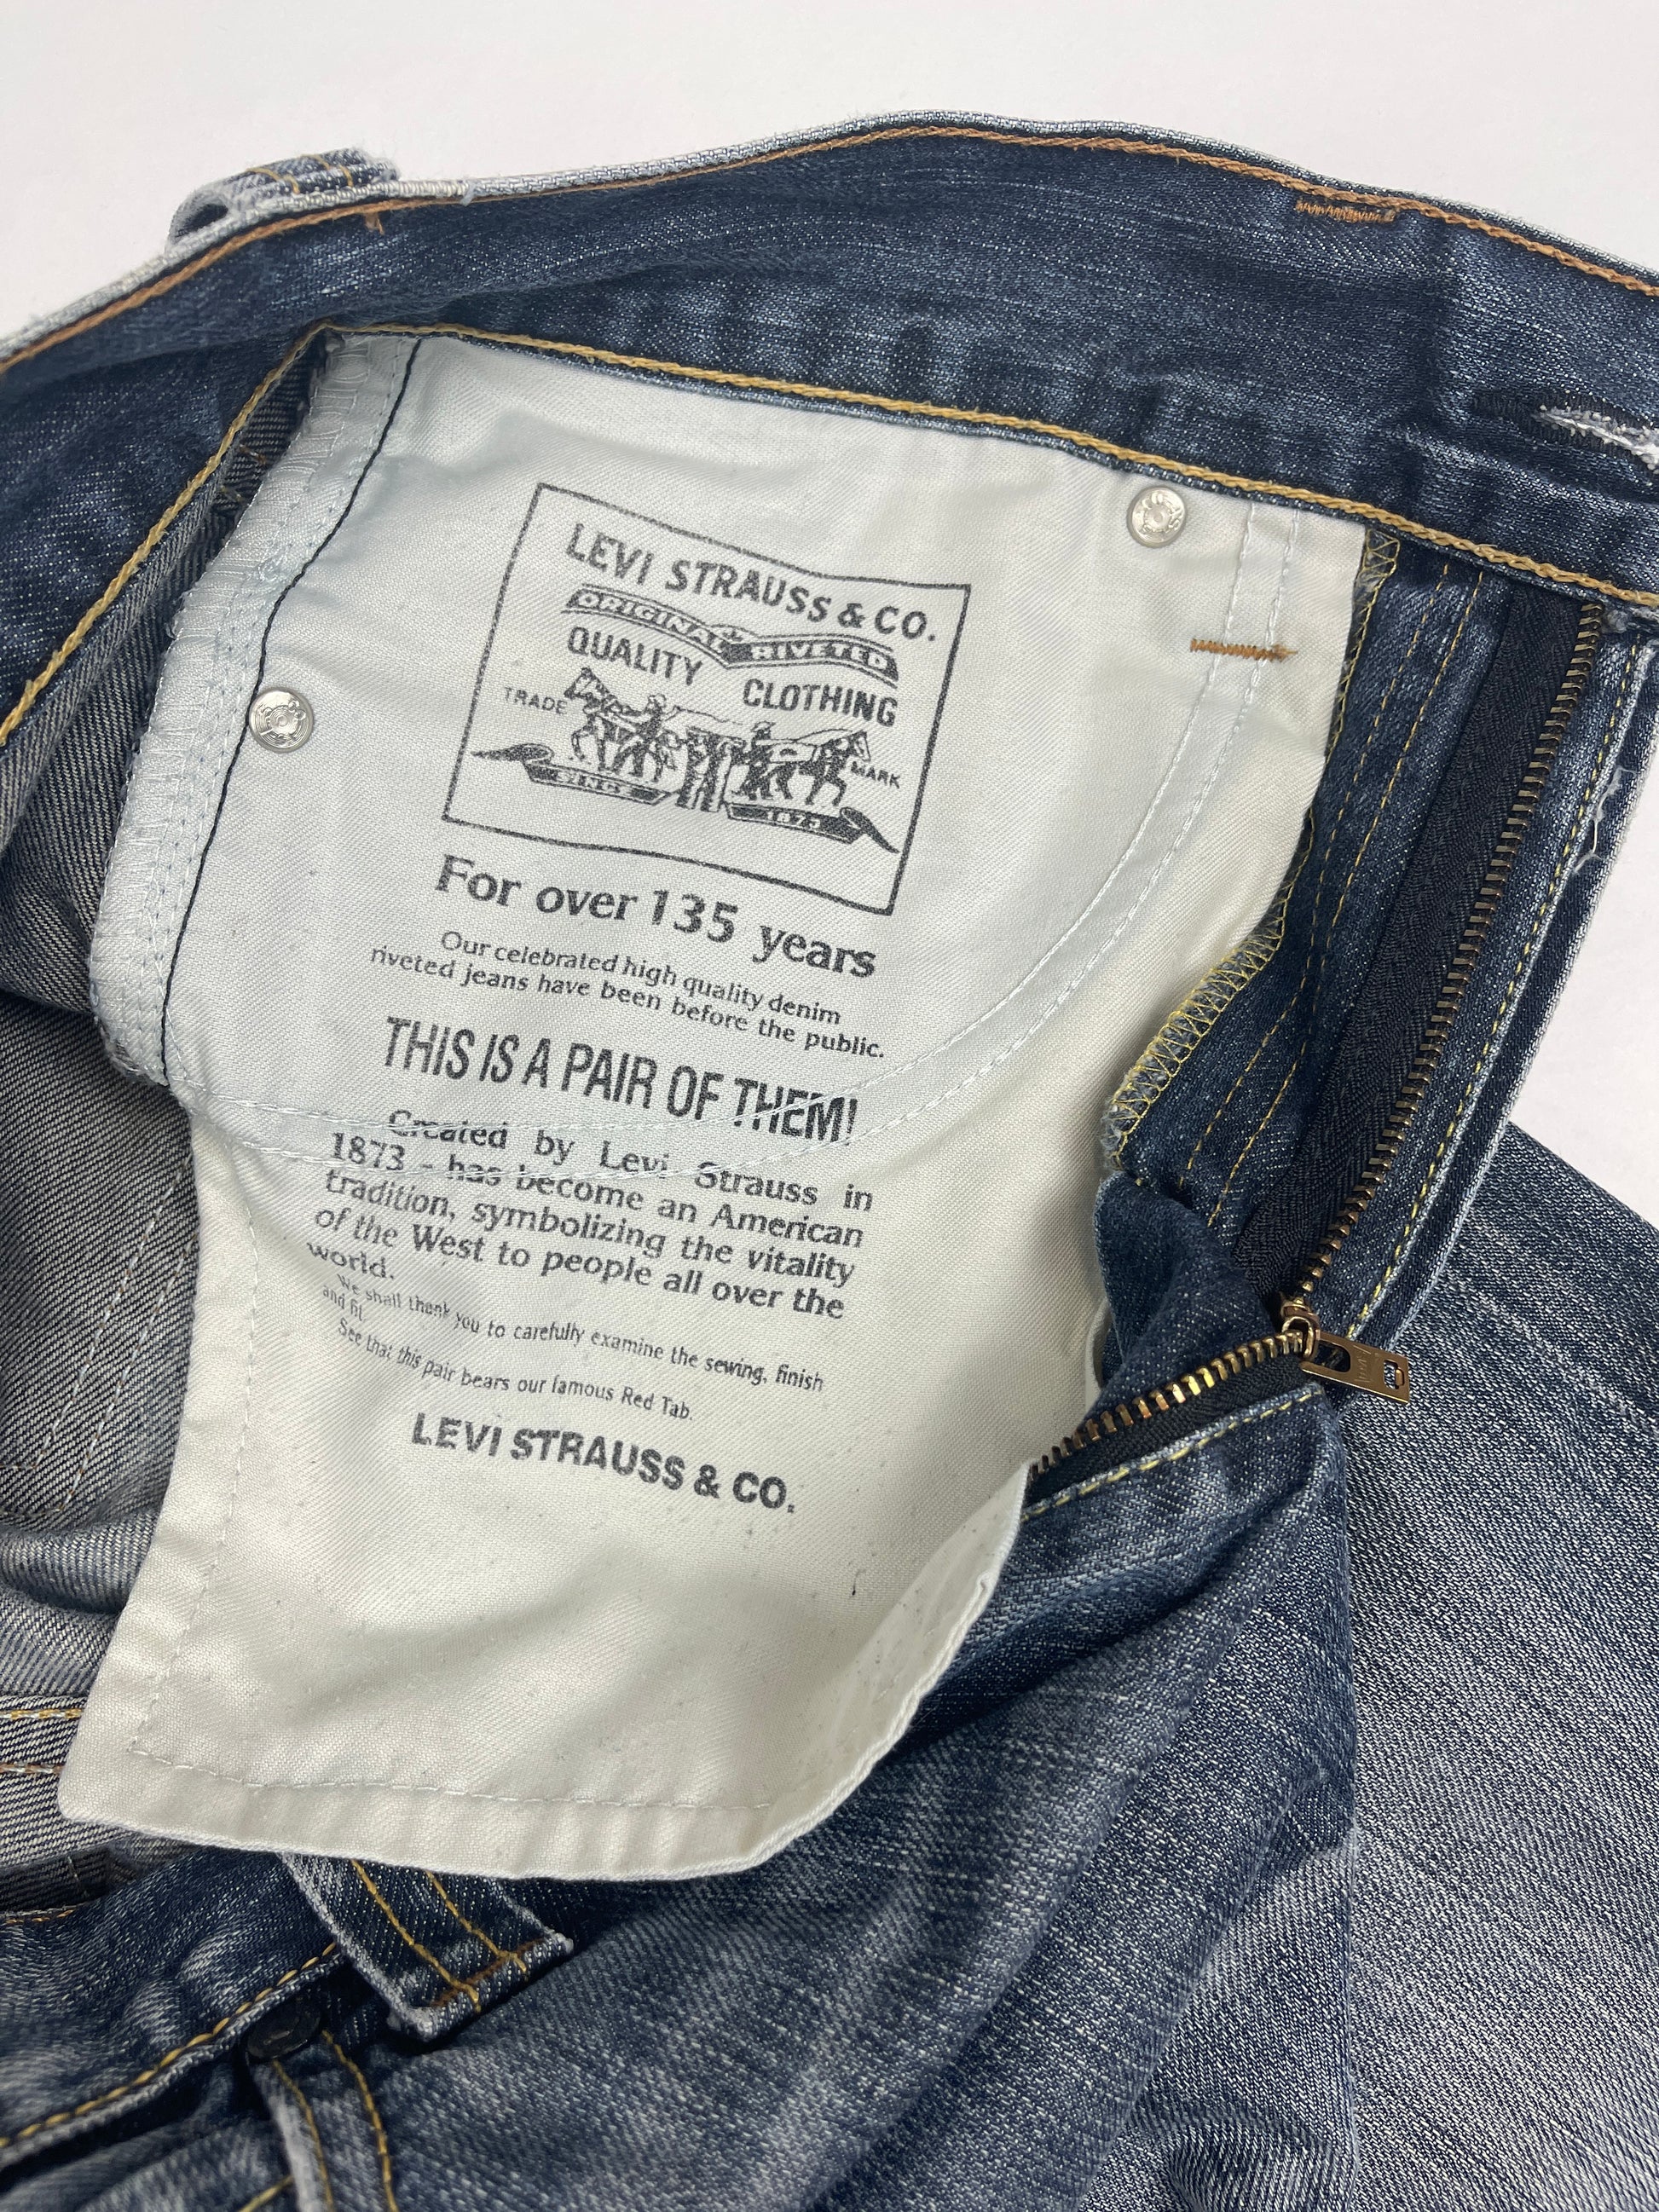 LEVI STRAUSS & CO.
ORIGINAL RIVETED
QUALITY CLOTHING
TRADE MARK
SINCE 1873
For over 135 years
Our celebrated high quality denim
riveted jeans have been before the public.
THIS IS A PAIR OF THEM!
Created by Levi Strauss in
1873 - has become an American
tradition, symbolizing the vitality
of the West to people all over the
world.
We shall thank you to carefully examine the sewing, finish
and fit.
See that this pair bears our famous Red Tab.
LEVI STRAUSS & CO.